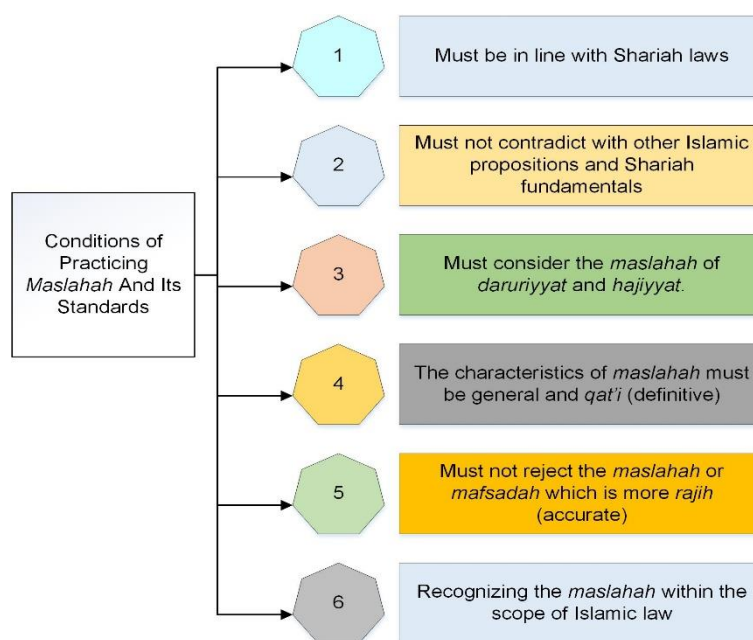 Conditions of
Practicing
Maslahah And Its
Standards
1
Must be in line with Shariah laws
2
Must not contradict with other Islamic
propositions and Shariah
fundamentals
3
Must consider the maslahah of
daruriyyat and hajiyyat.
4
The characteristics of maslahah must
be general and qat'i (definitive)
5
Must not reject the maslahah or
mafsadah which is more rajih
(accurate)
6
Recognizing the maslahah within the
scope of Islamic law